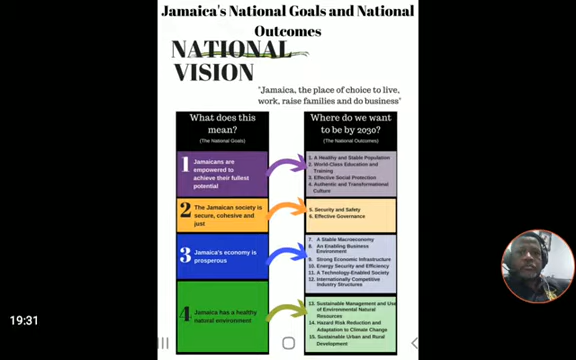 Jamaica's National Goals and National
Outcomes
NATIONAL
VISION
"Jamaica, the place of choice to live,
work, raise families and do business"
What does this
mean?
(The National Goals)
Where do we want
to be by 2030?
(The National Outcomes)
1 Jamaicans are
empowered to
achieve their fullest
potential
1. A Healthy and Stable Population
2. World-Class Education and
Training
3. Effective Social Protection
4. Authentic and Transformational
Culture
2 The Jamaican society is
secure, cohesive and
just
5. Security and Safety
6. Effective Governance
3 Jamaica's economy is
prosperous
7. A Stable Macroeconomy
8. An Enabling Business
Environment
9. Strong Economic Infrastructure
10. Energy Security and Efficiency
11. A Technology-Enabled Society
12. Internationally Competitive
Industry Structures
4 Jamaica has a healthy
natural environment
13. Sustainable Management and Use
of Environmental Natural
Resources
14. Hazard Risk Reduction and
Adaptation to Climate Change
15. Sustainable Urban and Rural
Development
19:31